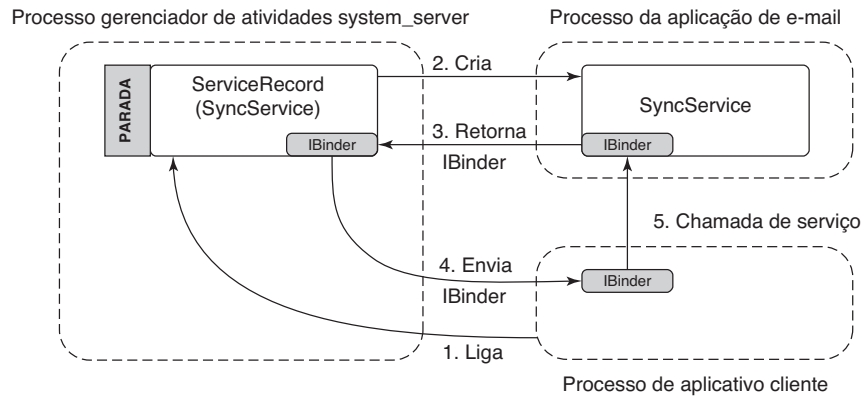 Processo gerenciador de atividades system_server
Processo da aplicação de e-mail
PARADA
ServiceRecord
(SyncService)
IBinder
2. Cria
3. Retorna
IBinder
SyncService
IBinder
5. Chamada de serviço
4. Envia
IBinder
IBinder
1. Liga
Processo de aplicativo cliente